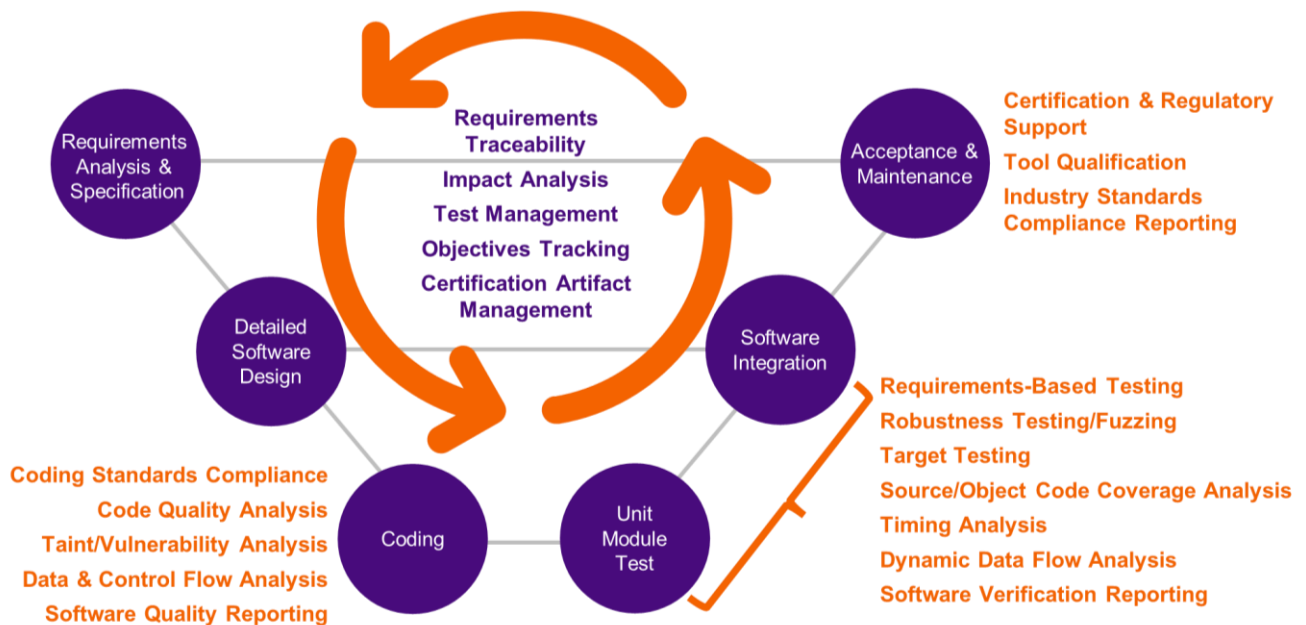 Requirements
Analysis &
Specification
Requirements
Traceability
Impact Analysis
Test Management
Objectives Tracking
Certification Artifact
Management
Acceptance &
Maintenance
Certification & Regulatory
Support
Tool Qualification
Industry Standards
Compliance Reporting
Detailed
Software
Design
Software
Integration
Requirements-Based Testing
Robustness Testing/Fuzzing
Target Testing
Source/Object Code Coverage Analysis
Timing Analysis
Dynamic Data Flow Analysis
Software Verification Reporting
Coding Standards Compliance
Code Quality Analysis
Taint/Vulnerability Analysis
Data & Control Flow Analysis
Software Quality Reporting
Coding
Unit
Module
Test